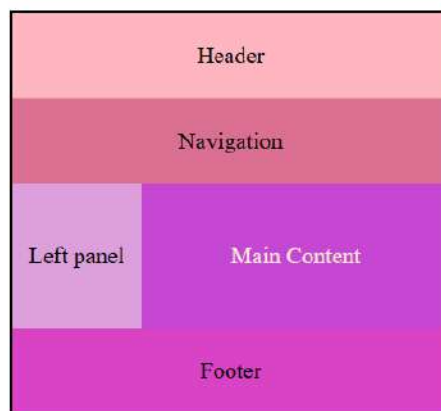 Header
Navigation
Left panel
Main Content
Footer